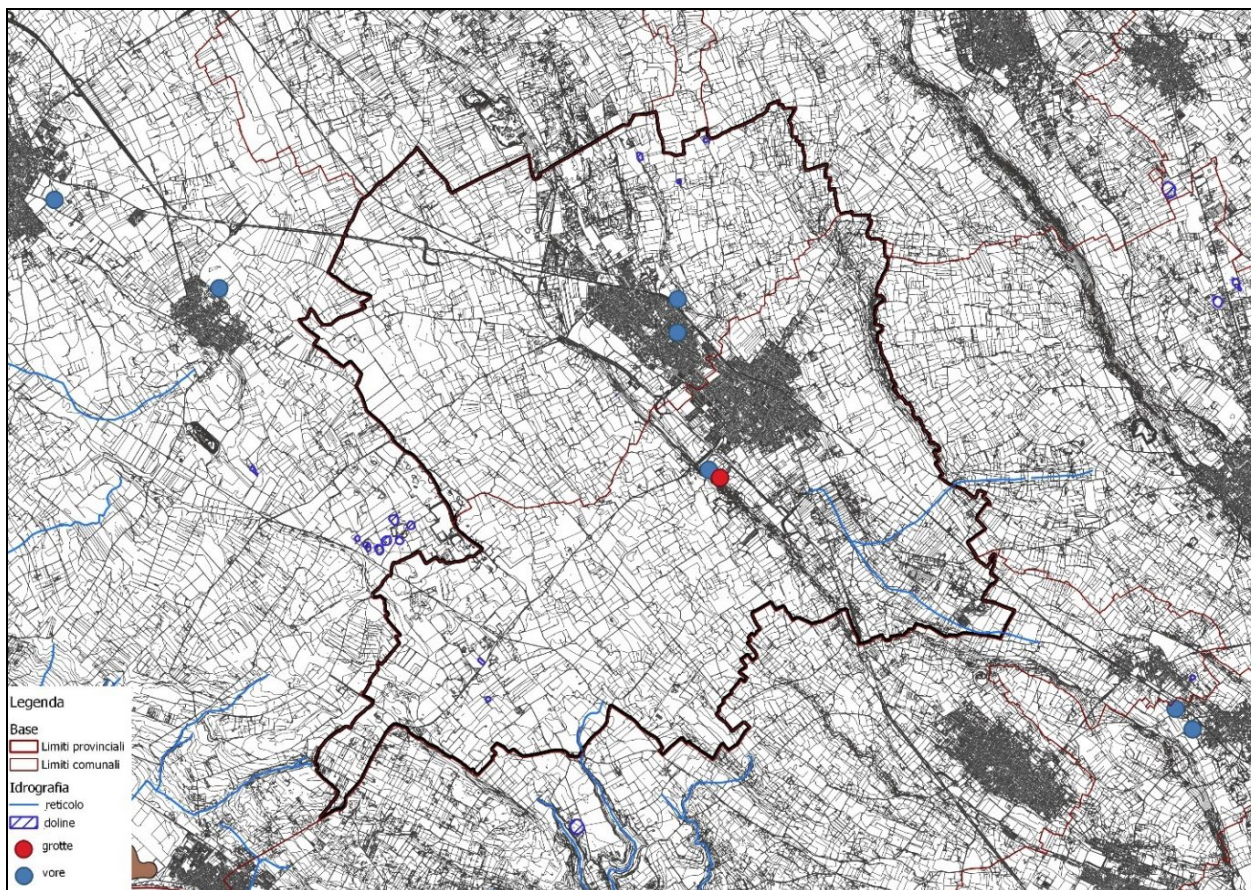 Legenda
Base
Limiti provinciali
Limiti comunali
Idrografia
reticolo
doline
grotte
vore